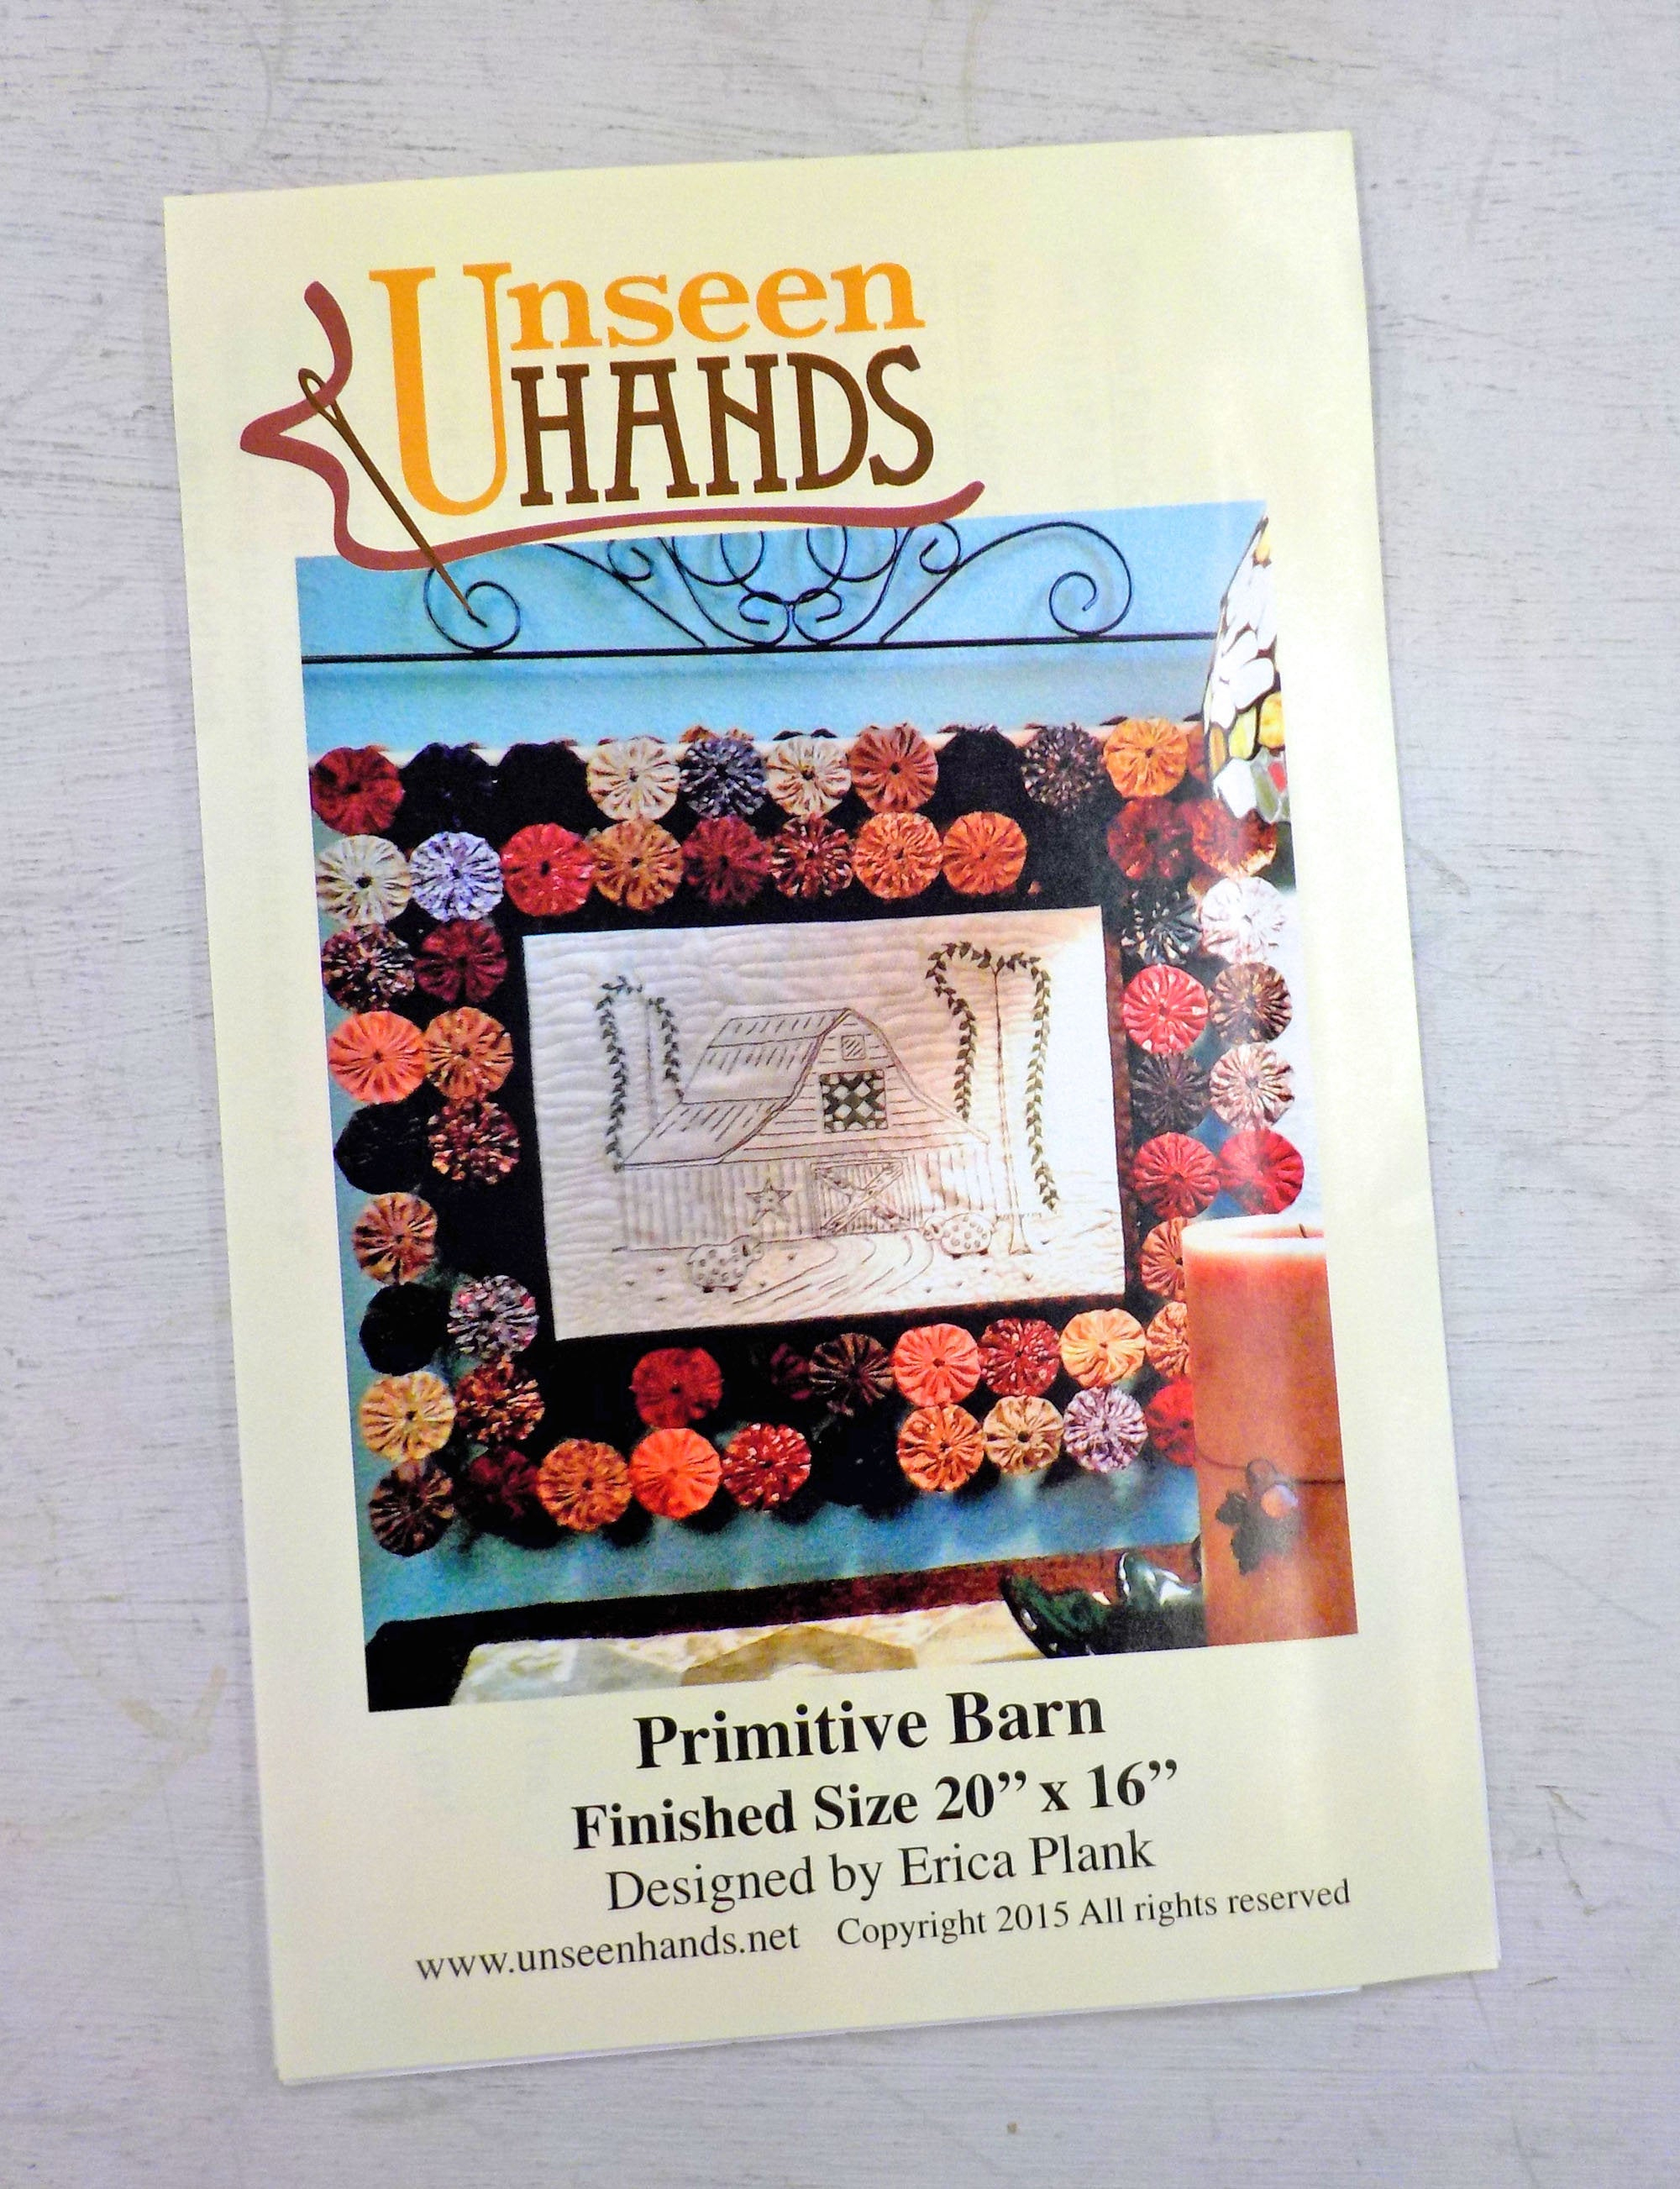 Unseen
HANDS
Primitive Barn
Finished Size 20” x 16”
Designed by Erica Plank
www.unseenhands.net Copyright 2015 All rights reserved